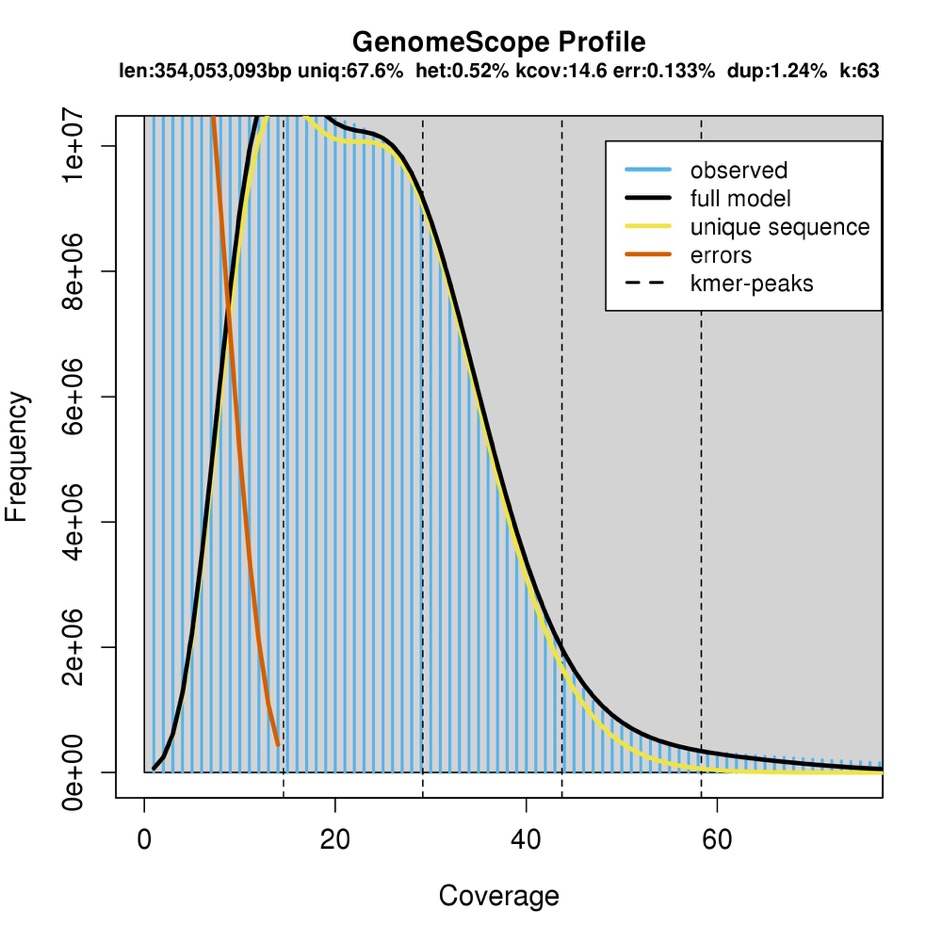 GenomeScope Profile
len:354,053,093bp uniq:67.6% het:0.52% kcov:14.6 err:0.133% dup:1.24% k:63
observed
full model
unique sequence
errors
kmer-peaks
Frequency
1e+07
8e+06
6e+06
4e+06
2e+06
0e+00
0 20 40 60
Coverage